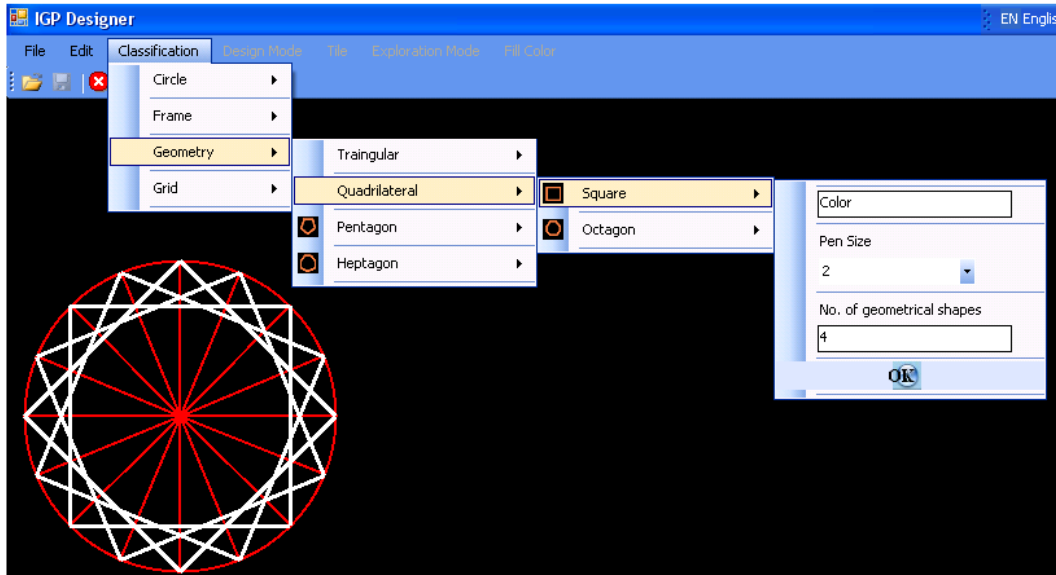 IGP Designer
EN Englis
File Edit Classification Design Mode Tile Exploration Mode Fill Color
Circle
Frame
Geometry
Grid
Traingular
Quadrilateral
Pentagon
Heptagon
Square
Octagon
Color
Pen Size
2
No. of geometrical shapes
4
OK